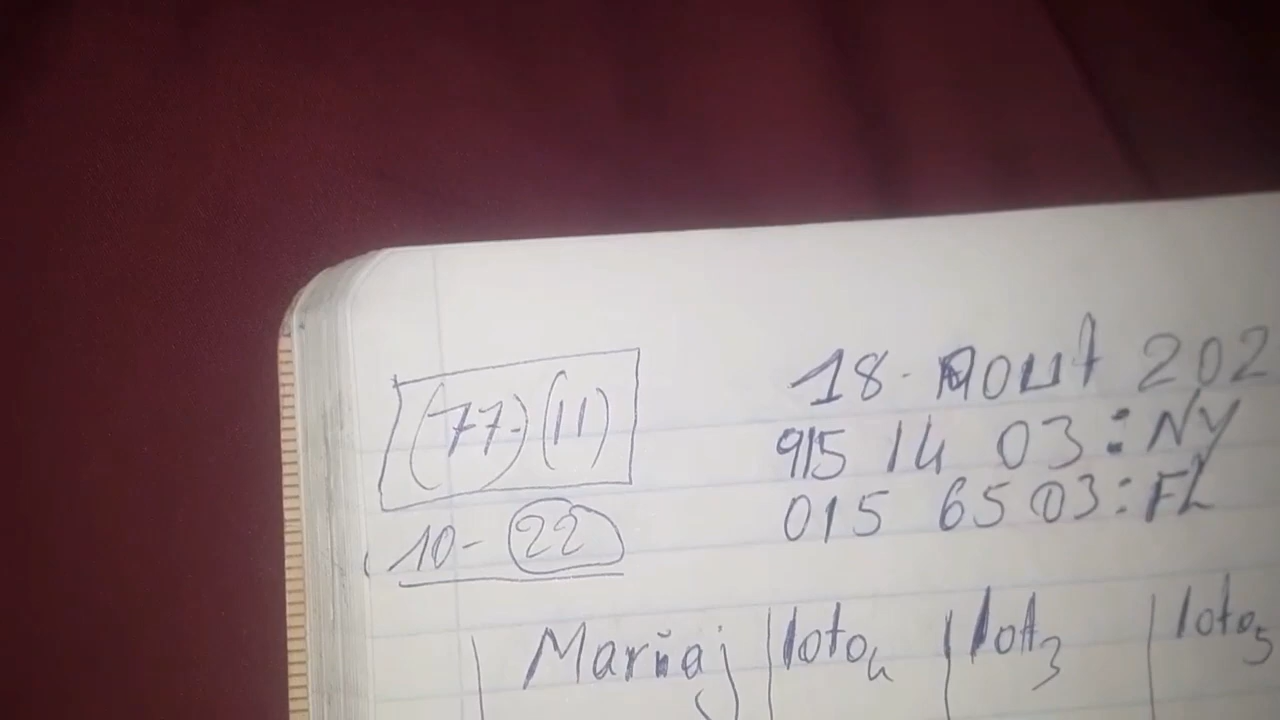 (77-)(11)
10-22
18-Aout 202
915 14 03:NY
015 65 03:FL
Mariaj loto4 lot3 loto5